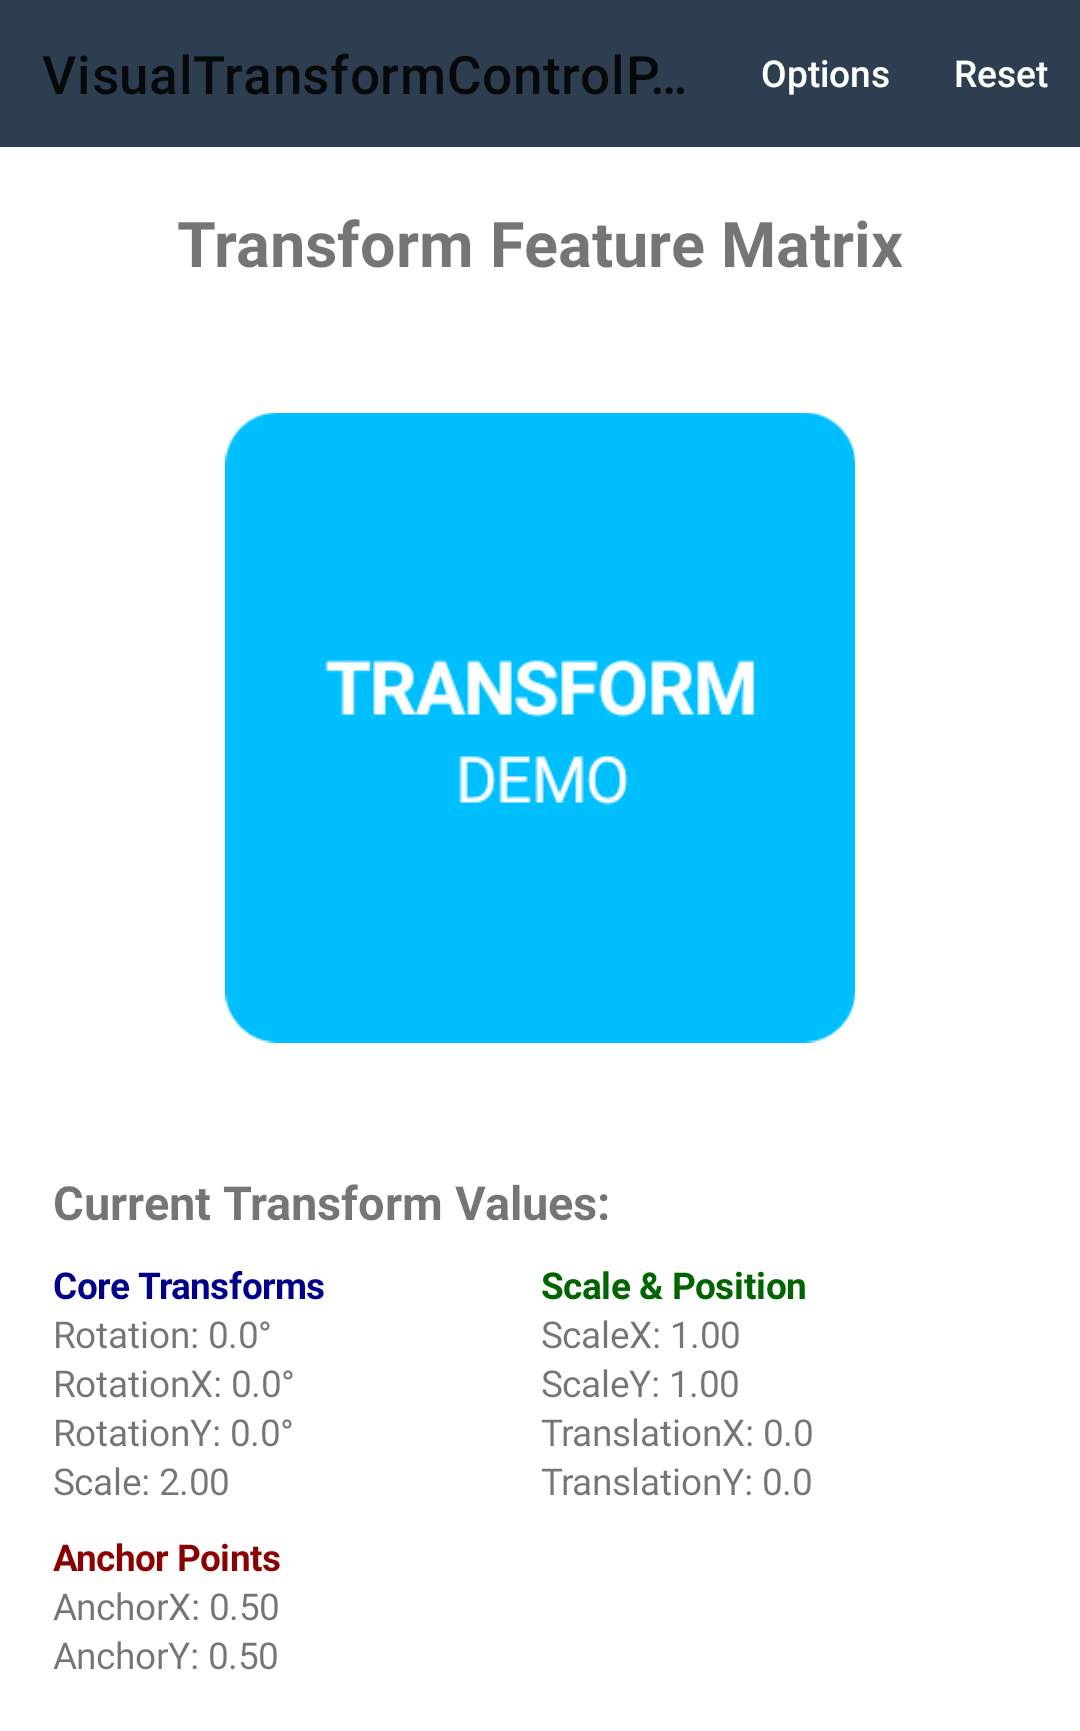 VisualTransformControlP...
Options
Reset
Transform Feature Matrix
TRANSFORM
DEMO
Current Transform Values:
Core Transforms
Rotation: 0.0°
RotationX: 0.0°
RotationY: 0.0°
Scale: 2.00
Scale & Position
ScaleX: 1.00
ScaleY: 1.00
TranslationX: 0.0
TranslationY: 0.0
Anchor Points
AnchorX: 0.50
AnchorY: 0.50